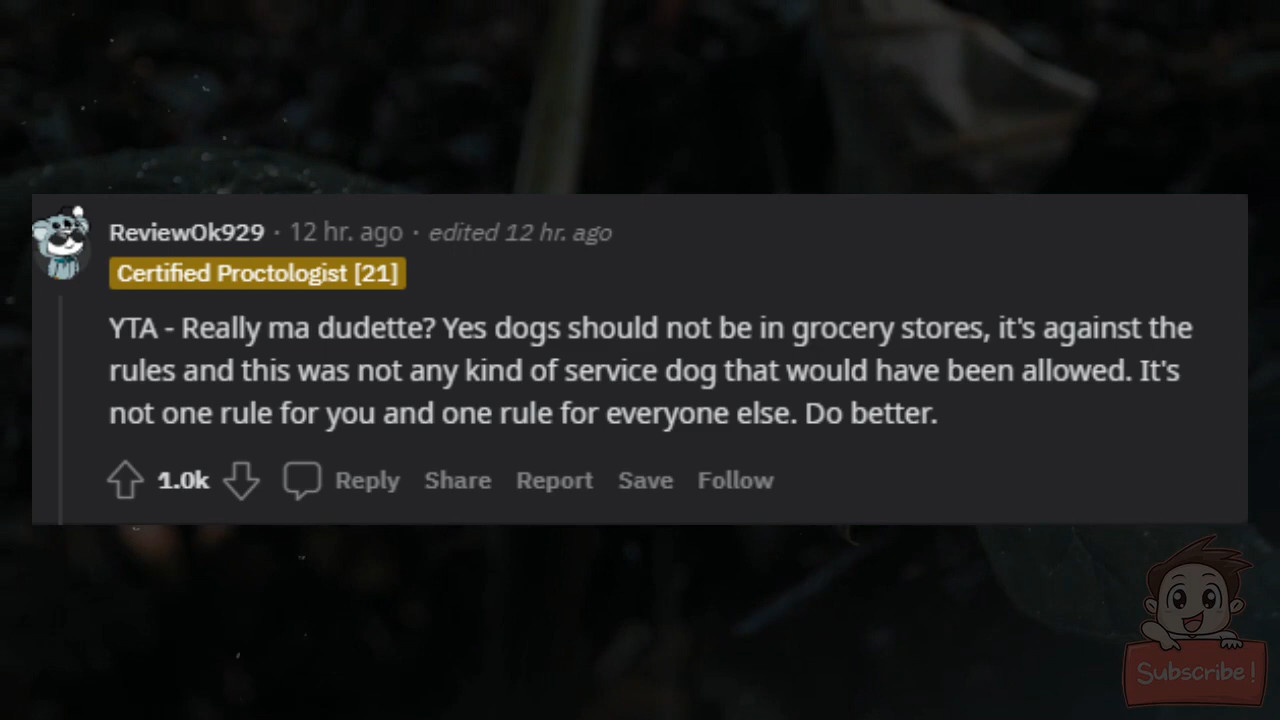 ReviewOk929 · 12 hr. ago · edited 12 hr. ago
Certified Proctologist [21]
YTA - Really ma dudette? Yes dogs should not be in grocery stores, it's against the
rules and this was not any kind of service dog that would have been allowed. It's
not one rule for you and one rule for everyone else. Do better.
1.0k Reply Share Report Save Follow
Subscribe!